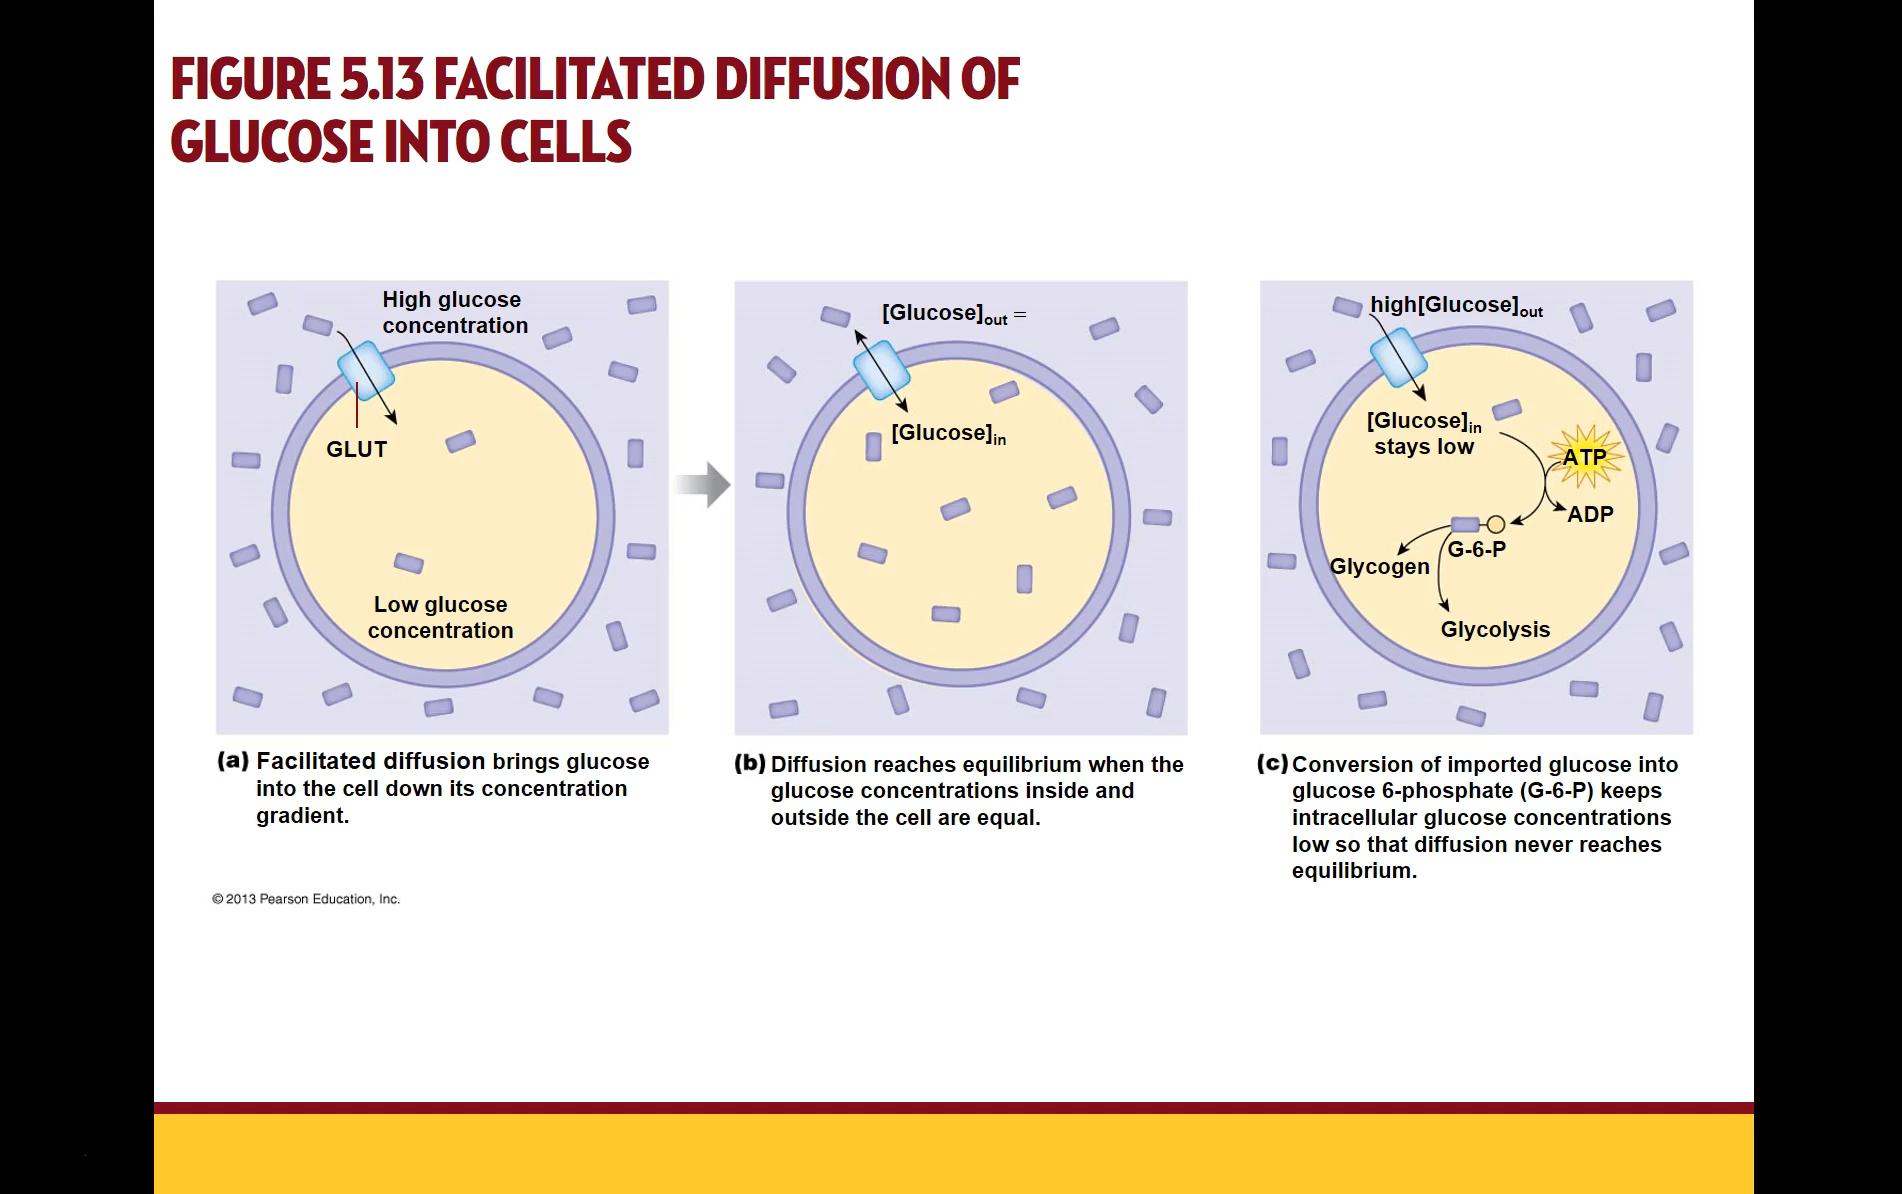 FIGURE 5.13 FACILITATED DIFFUSION OF
GLUCOSE INTO CELLS
High glucose
concentration
GLUT
Low glucose
concentration
(a) Facilitated diffusion brings glucose
into the cell down its concentration
gradient.
[Glucose]out =
[Glucose]in
(b) Diffusion reaches equilibrium when the
glucose concentrations inside and
outside the cell are equal.
high[Glucose]out
[Glucose]in
stays low
ATP
ADP
G-6-P
Glycogen
Glycolysis
(c) Conversion of imported glucose into
glucose 6-phosphate (G-6-P) keeps
intracellular glucose concentrations
low so that diffusion never reaches
equilibrium.
© 2013 Pearson Education, Inc.